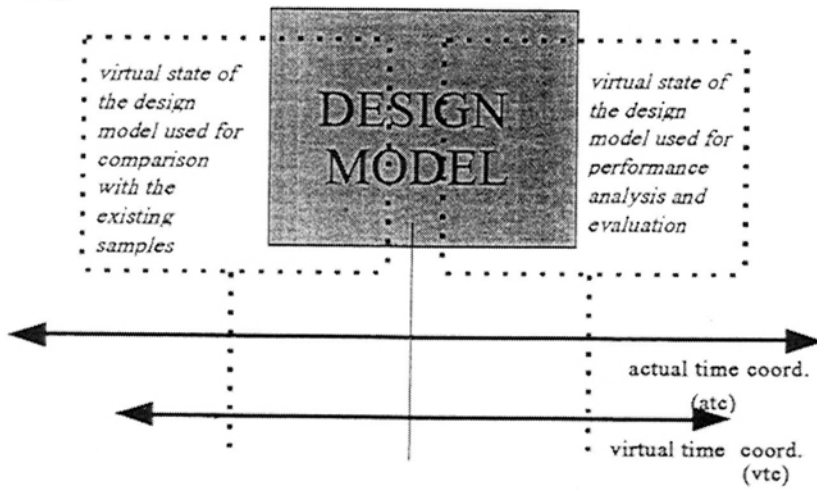 virtual state of
the design
model used for
comparison
with the
existing
samples
DESIGN
MODEL
virtual state of
the design
model used for
performance
analysis and
evaluation
actual time coord.
(atc)
virtual time coord.
(vtc)